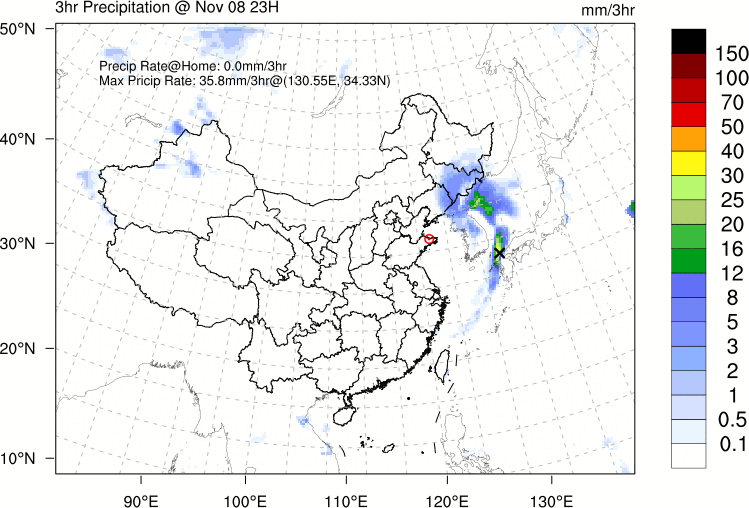 3hr Precipitation @ Nov 08 23H
mm/3hr
Precip Rate@Home: 0.0mm/3hr
Max Pricip Rate: 35.8mm/3hr@(130.55E, 34.33N)
50°N
40°N
30°N
20°N
10°N
90°E
100°E
110°E
120°E
130°E
150
100
70
50
40
30
25
20
16
12
8
5
3
2
1
0.5
0.1